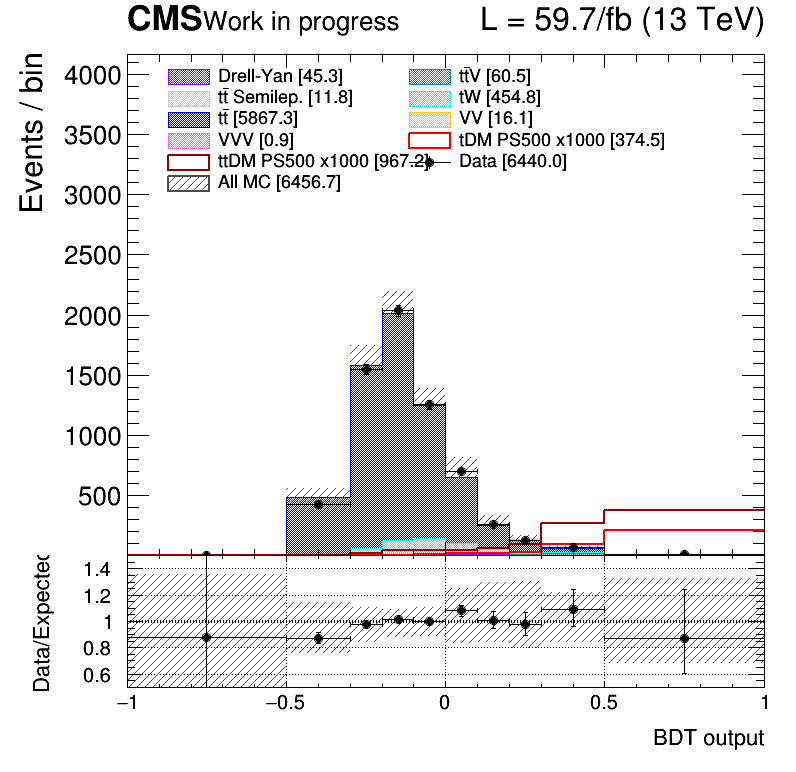 CMS Work in progress L = 59.7/fb (13 TeV)
Events / bin
4000
3500
3000
2500
2000
1500
1000
500
Drell-Yan [45.3]
tt̄V [60.5]
tt̄ Semilep. [11.8]
tW [454.8]
tt̄ [5867.3]
VV [16.1]
VVV [0.9]
tDM PS500 x1000 [374.5]
ttDM PS500 x1000 [967.2]
Data [6440.0]
All MC [6456.7]
Data/Expected
1.4
1.2
1
0.8
0.6
−1 −0.5 0 0.5 1
BDT output